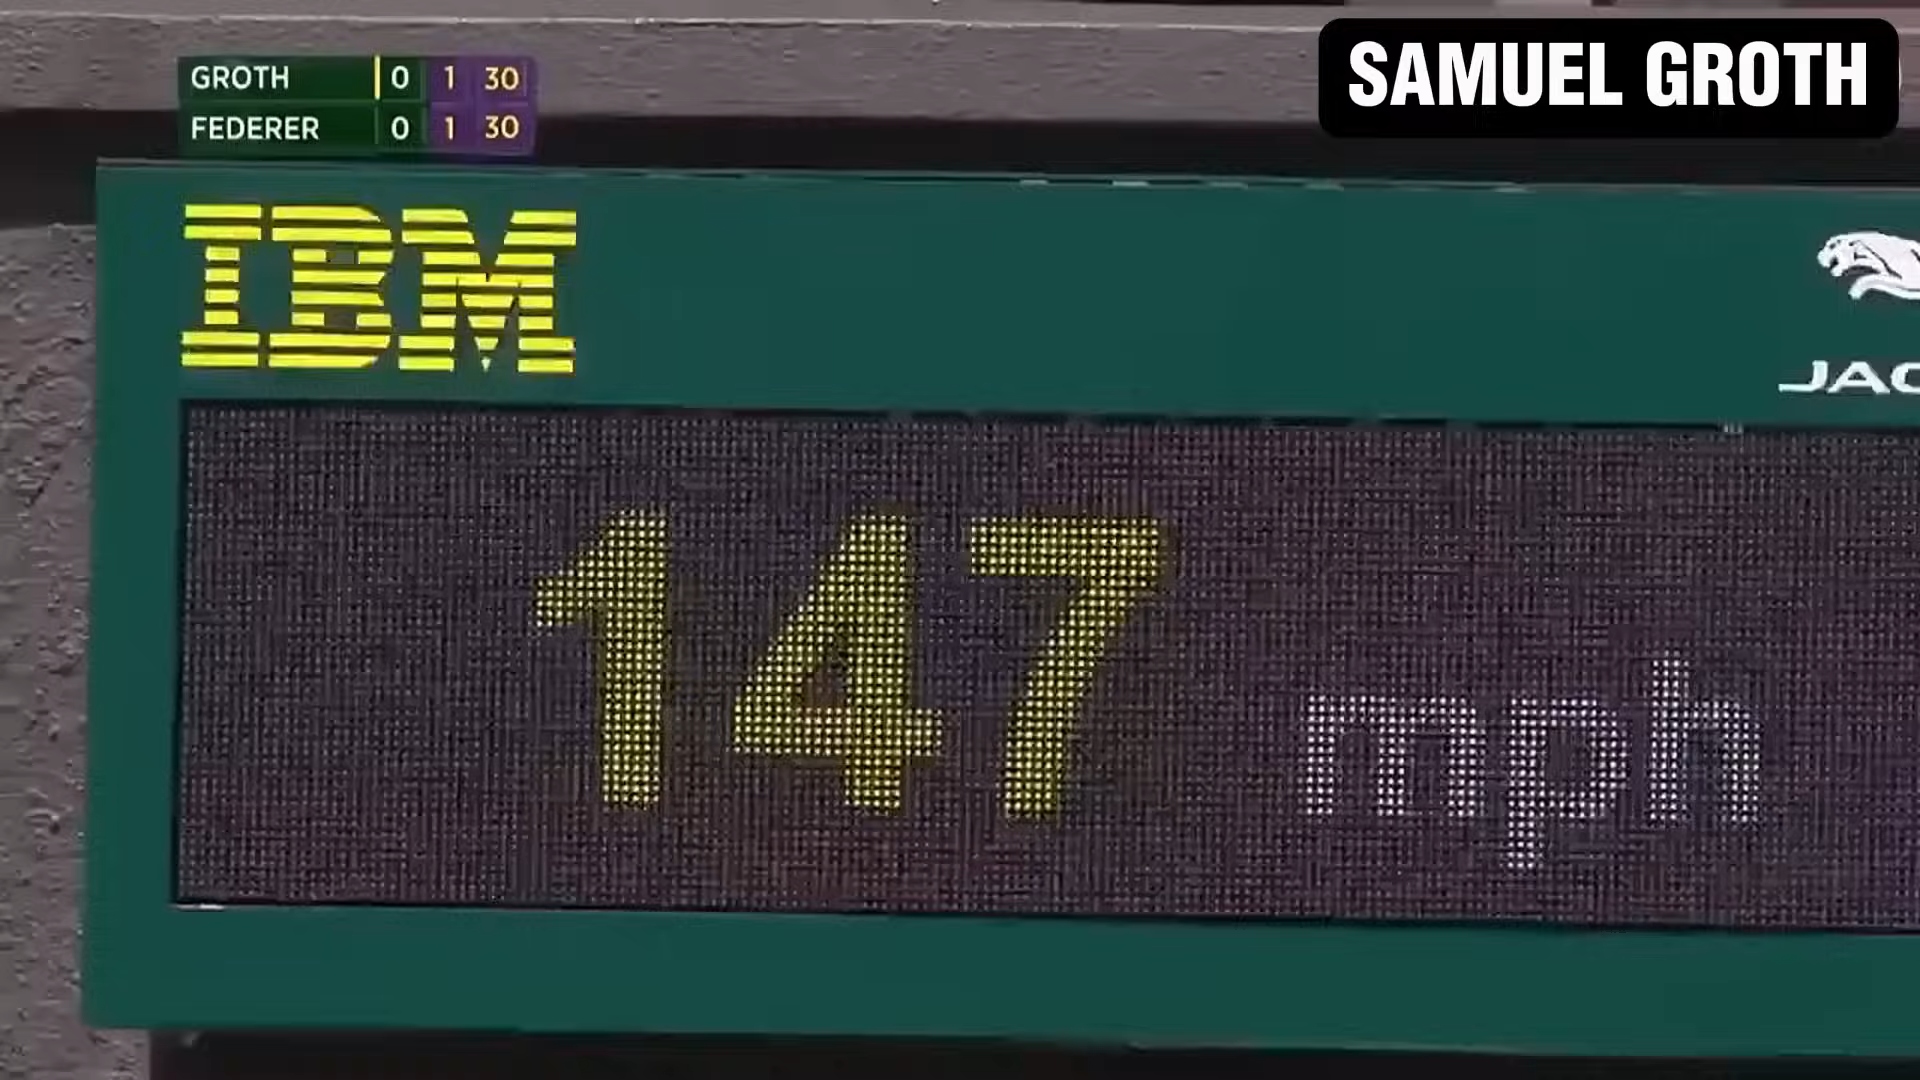 SAMUEL GROTH
GROTH 0 1 30
FEDERER 0 1 30
IBM
147 mph